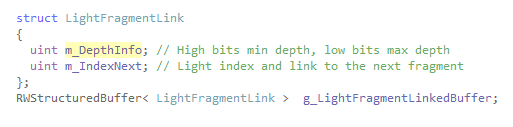 struct LightFragmentLink
{
  uint m_DepthInfo; // High bits min depth, low bits max depth
  uint m_IndexNext; // Light index and link to the next fragment
};
RWStructuredBuffer< LightFragmentLink >  g_LightFragmentLinkedBuffer;